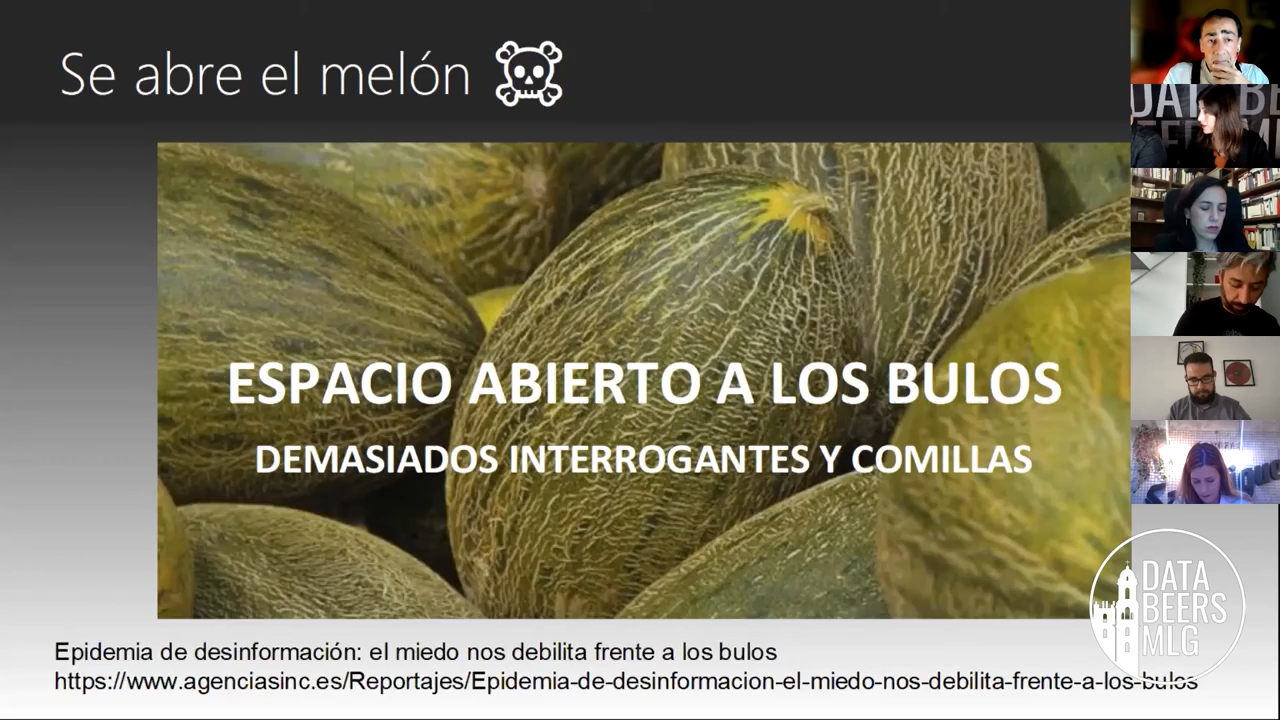 Se abre el melón
ESPACIO ABIERTO A LOS BULOS
DEMASIADOS INTERROGANTES Y COMILLAS
Epidemia de desinformación: el miedo nos debilita frente a los bulos
https://www.agenciasinc.es/Reportajes/Epidemia-de-desinformacion-el-miedo-nos-debilita-frente-a-los-bulos
DATA
BEERS
MLG